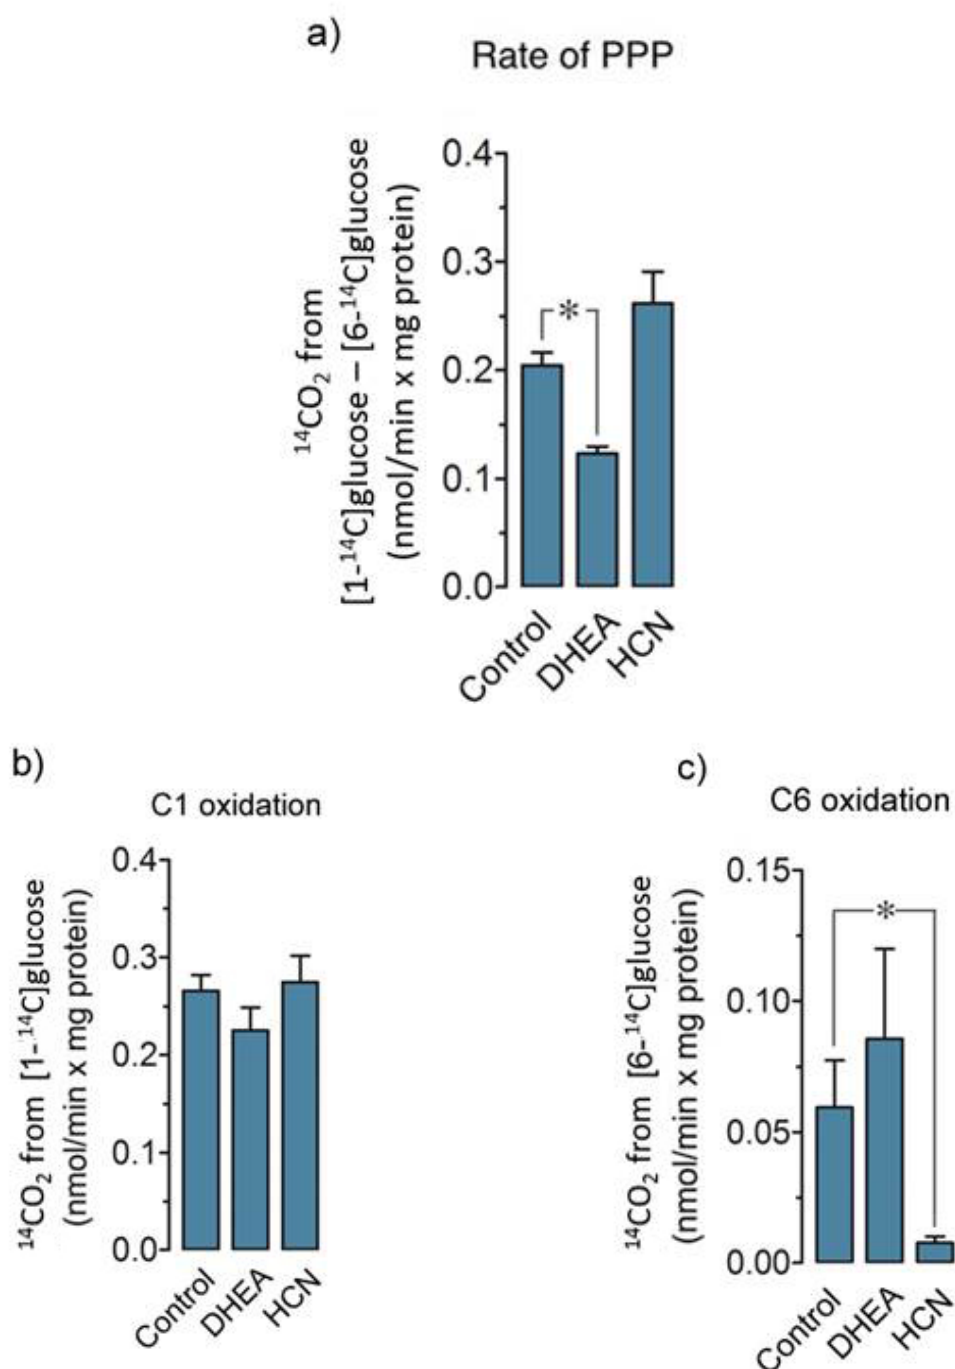 a)
Rate of PPP
¹⁴CO₂ from
[1-¹⁴C]glucose – [6-¹⁴C]glucose
(nmol/min x mg protein)
0.4
0.3
0.2
0.1
0.0
*
Control
DHEA
HCN
b)
C1 oxidation
¹⁴CO₂ from [1-¹⁴C]glucose
(nmol/min x mg protein)
0.4
0.3
0.2
0.1
0.0
Control
DHEA
HCN
c)
C6 oxidation
¹⁴CO₂ from [6-¹⁴C]glucose
(nmol/min x mg protein)
0.15
0.10
0.05
0.00
*
Control
DHEA
HCN